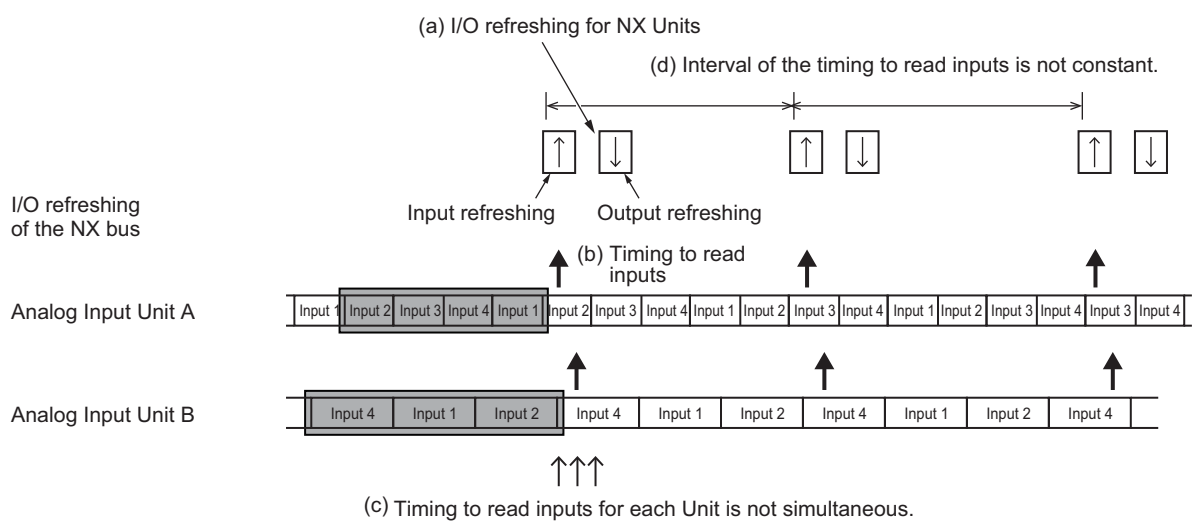 (a) I/O refreshing for NX Units
(d) Interval of the timing to read inputs is not constant.
I/O refreshing
of the NX bus
Input refreshing
Output refreshing
(b) Timing to read
inputs
Analog Input Unit A
Input 1 Input 2 Input 3 Input 4 Input 1 Input 2 Input 3 Input 4 Input 1 Input 2 Input 3 Input 4 Input 1 Input 2 Input 3 Input 4 Input 3 Input 4
Analog Input Unit B
Input 4 Input 1 Input 2 Input 4 Input 1 Input 2 Input 4 Input 1 Input 2 Input 4
(c) Timing to read inputs for each Unit is not simultaneous.